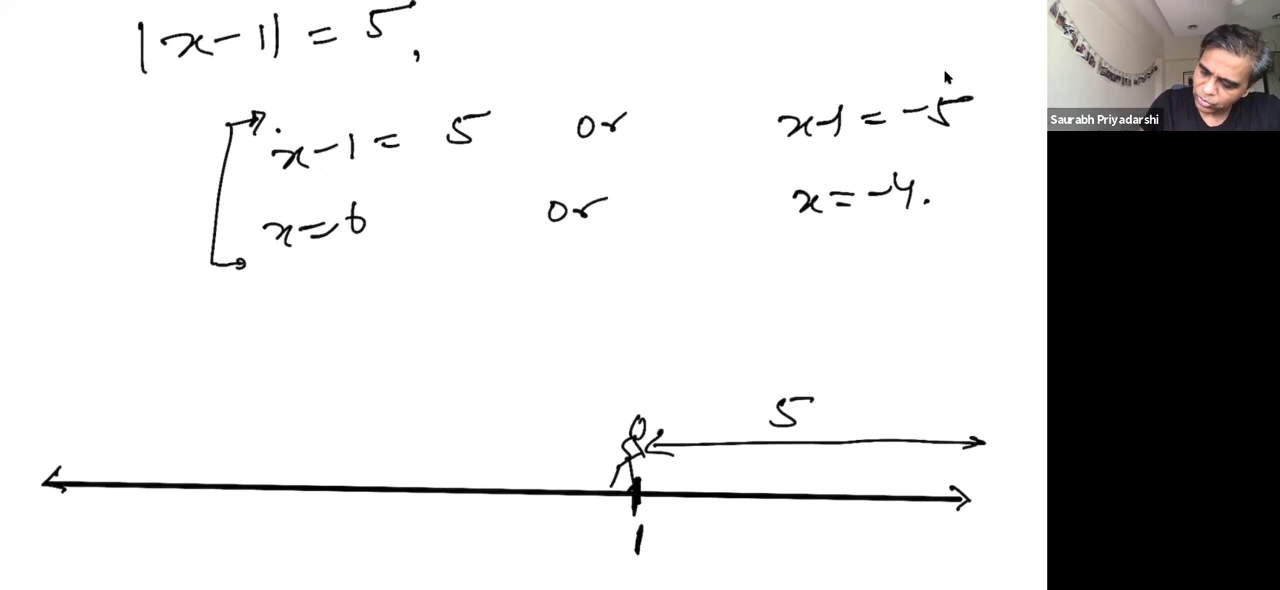 |x-1| = 5,
Saurabh Priyadarshi
x-1 = 5 or x-1 = -5
x = 6 or x = -4.
5
1